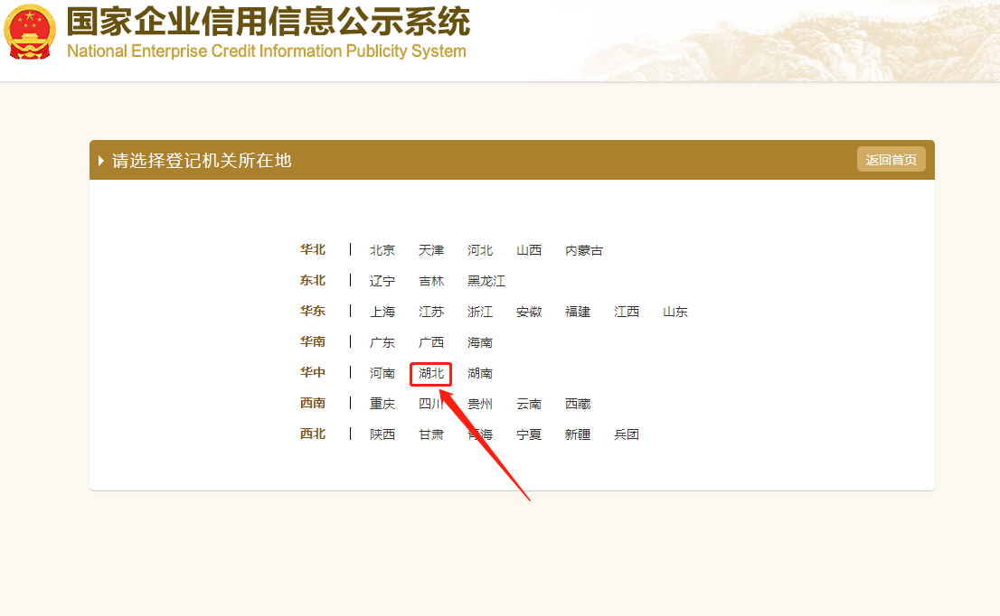 国家企业信用信息公示系统
National Enterprise Credit Information Publicity System
请选择登记机关所在地 返回首页
华北 北京 天津 河北 山西 内蒙古
东北 辽宁 吉林 黑龙江
华东 上海 江苏 浙江 安徽 福建 江西 山东
华南 广东 广西 海南
华中 河南 湖北 湖南
西南 重庆 四川 贵州 云南 西藏
西北 陕西 甘肃 青海 宁夏 新疆 兵团